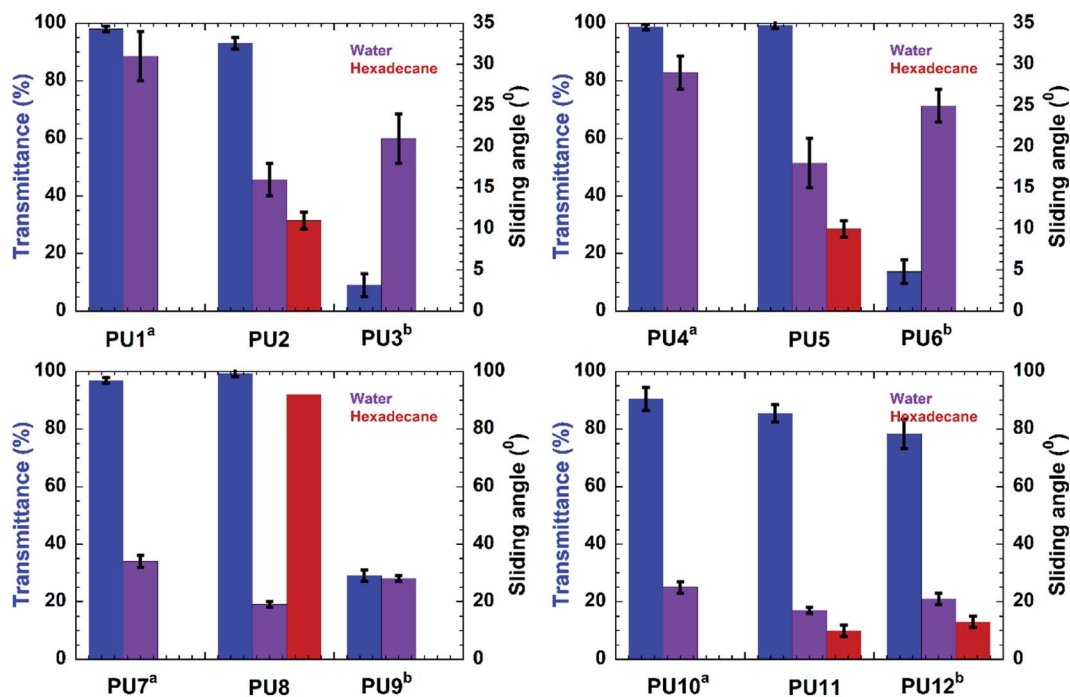 Transmittance (%)
100
80
60
40
20
0
Water
Hexadecane
35
30
25
20
15
10
5
0
Sliding angle (⁰)
PU1ᵃ PU2 PU3ᵇ
Transmittance (%)
100
80
60
40
20
0
Water
Hexadecane
35
30
25
20
15
10
5
0
Sliding angle (⁰)
PU4ᵃ PU5 PU6ᵇ
Transmittance (%)
100
80
60
40
20
0
Water
Hexadecane
100
80
60
40
20
0
Sliding angle (⁰)
PU7ᵃ PU8 PU9ᵇ
Transmittance (%)
100
80
60
40
20
0
Water
Hexadecane
100
80
60
40
20
0
Sliding angle (⁰)
PU10ᵃ PU11 PU12ᵇ